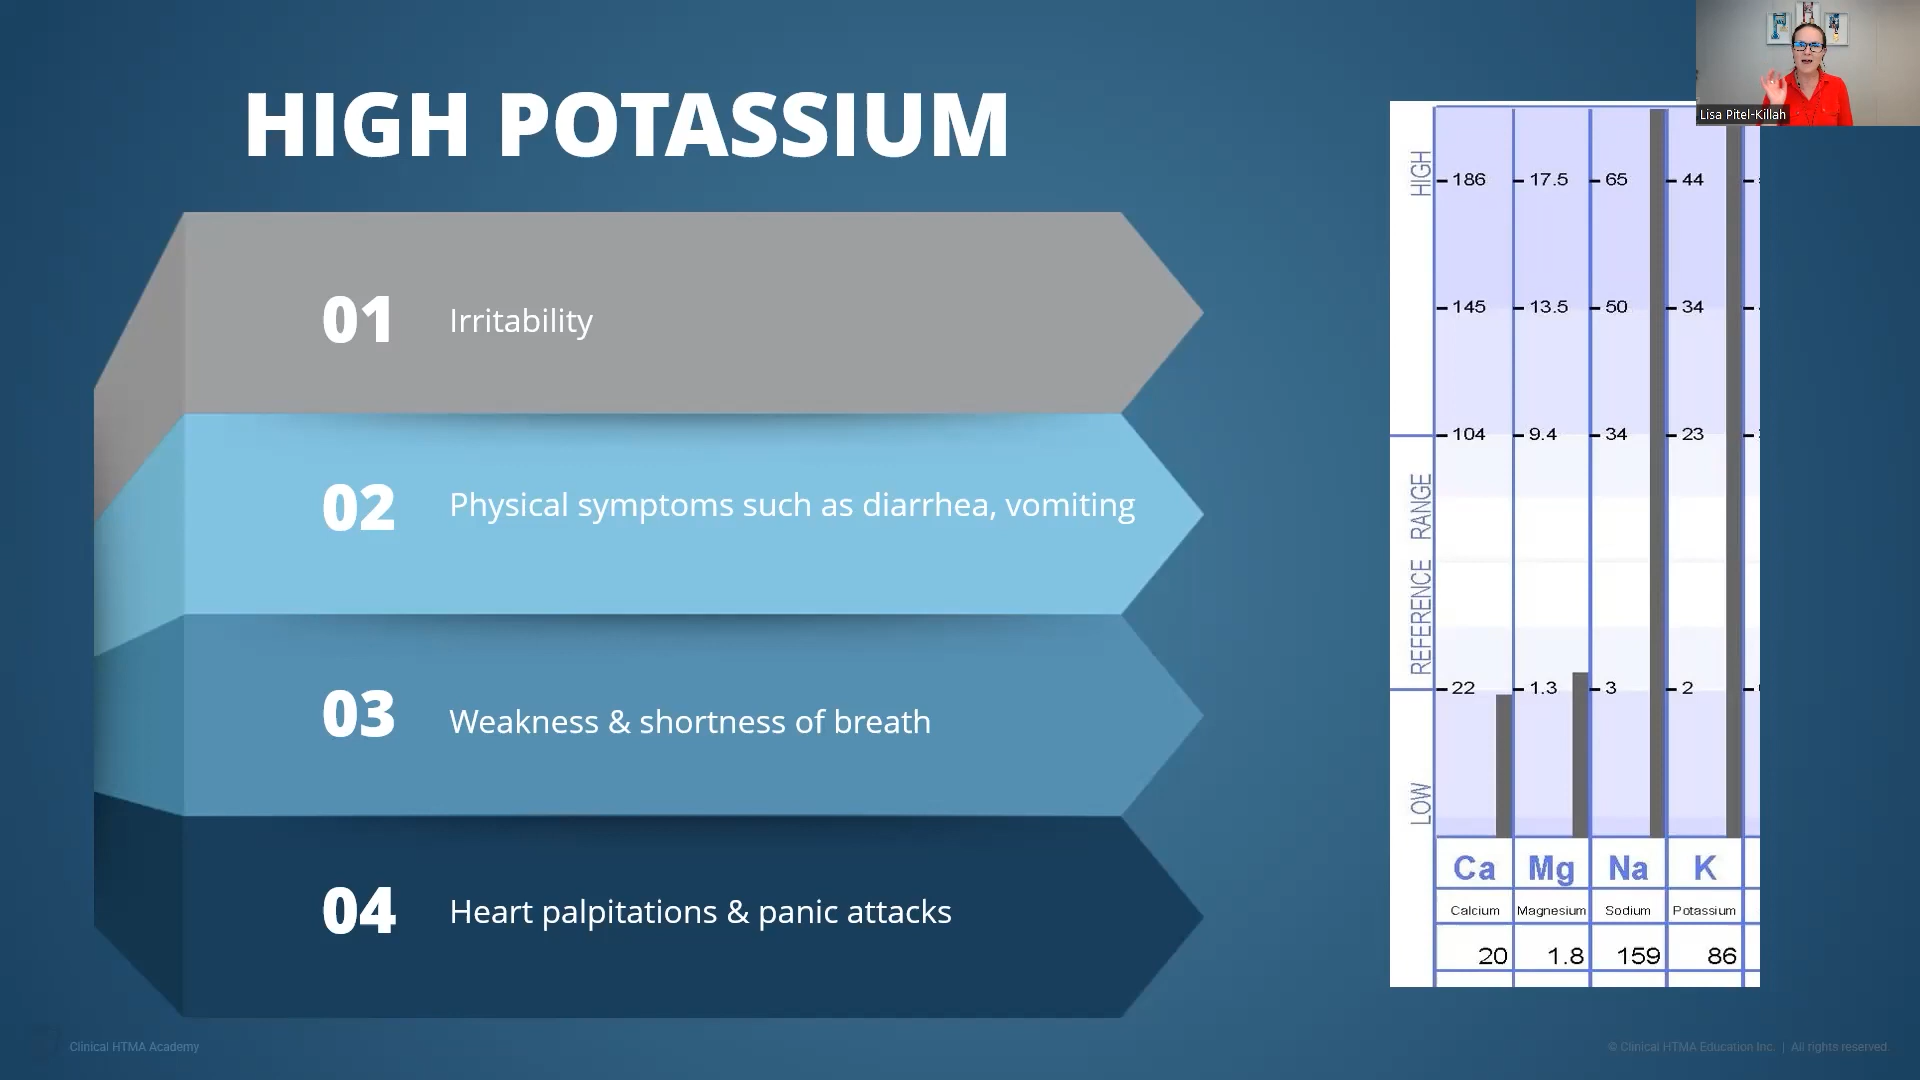 Lisa Pitel-Killah
HIGH POTASSIUM
01 Irritability
02 Physical symptoms such as diarrhea, vomiting
03 Weakness & shortness of breath
04 Heart palpitations & panic attacks
HIGH
REFERENCE RANGE
LOW
186 17.5 65 44
145 13.5 50 34
104 9.4 34 23
22 1.3 3 2
Ca Mg Na K
Calcium Magnesium Sodium Potassium
20 1.8 159 86
Clinical HTMA Academy
© Clinical HTMA Education Inc. | All rights reserved.